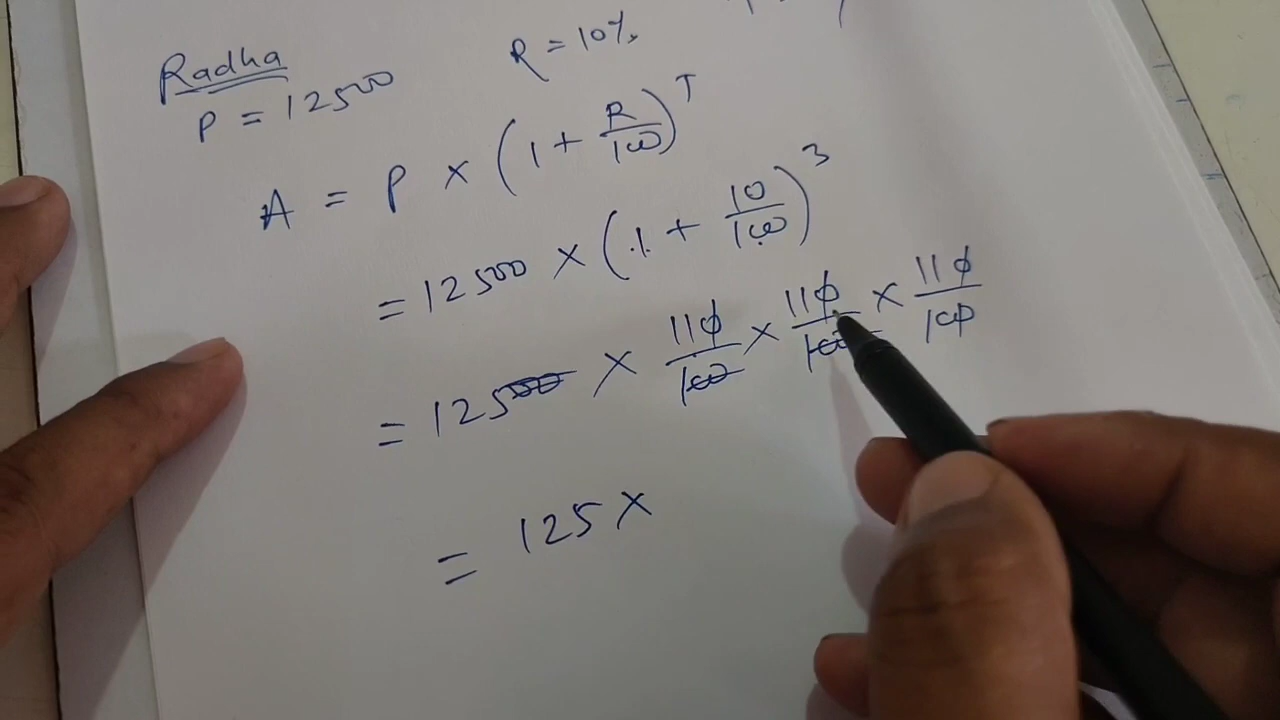 Radha
P = 12500 R = 10%
A = P × (1 + R/100)^T
= 12500 × (1 + 10/100)^3
= 12500 × 110/100 × 110/100 × 110/100
= 125 ×